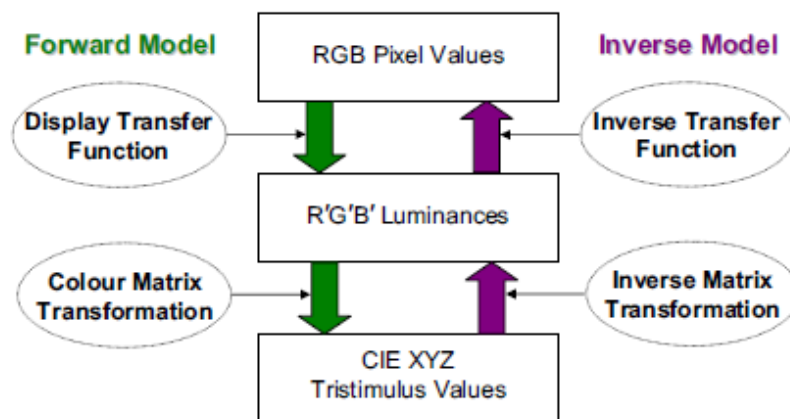 Forward Model
RGB Pixel Values
Inverse Model
Display Transfer
Function
Inverse Transfer
Function
R′G′B′ Luminances
Colour Matrix
Transformation
Inverse Matrix
Transformation
CIE XYZ
Tristimulus Values